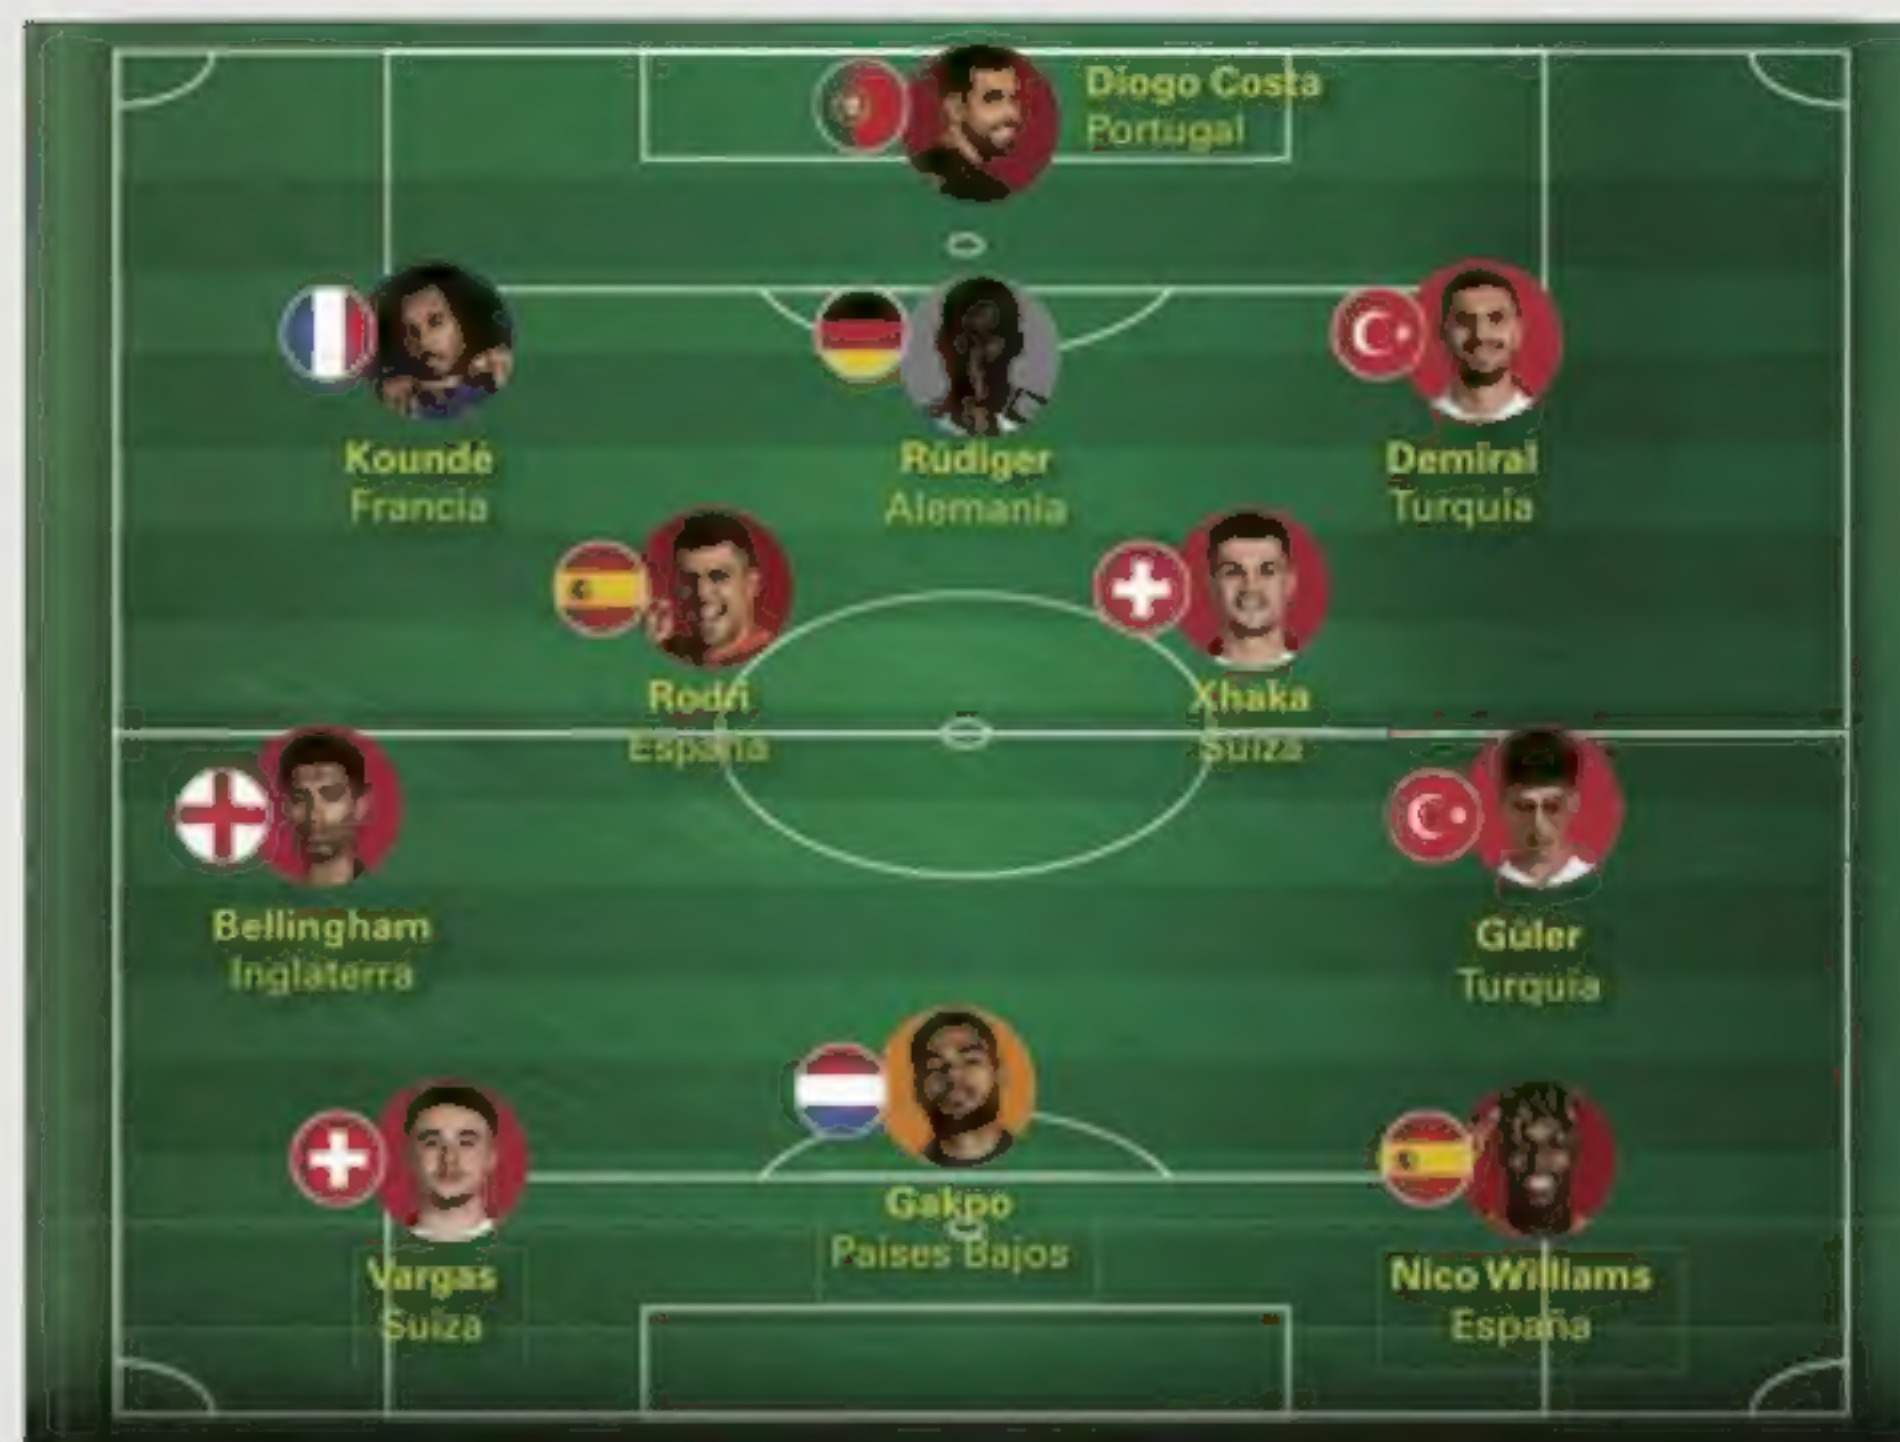 Diogo Costa
Portugal
Koundé
Francia
Rüdiger
Alemania
Demiral
Turquía
Rodri
España
Xhaka
Suiza
Bellingham
Inglaterra
Güler
Turquía
Gakpo
Países Bajos
Vargas
Suiza
Nico Williams
España